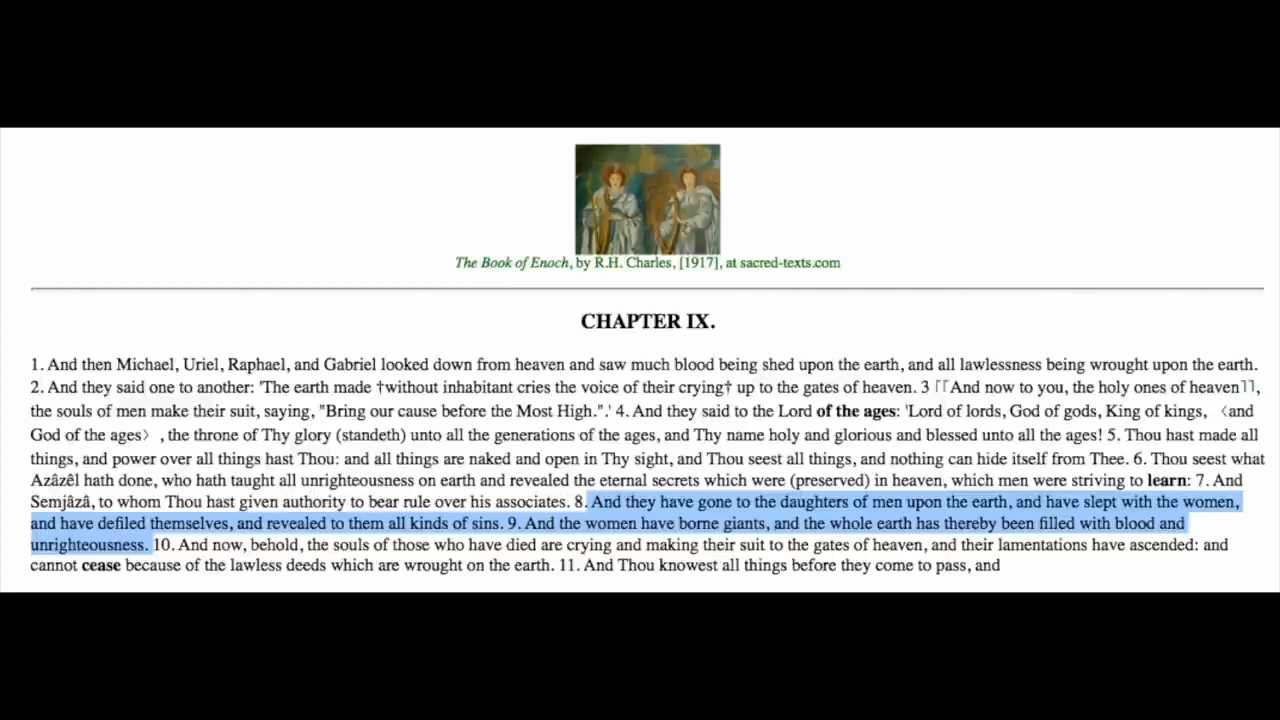 The Book of Enoch, by R.H. Charles, [1917], at sacred-texts.com
CHAPTER IX.
1. And then Michael, Uriel, Raphael, and Gabriel looked down from heaven and saw much blood being shed upon the earth, and all lawlessness being wrought upon the earth.
2. And they said one to another: 'The earth made †without inhabitant cries the voice of their crying† up to the gates of heaven. 3 ⌈⌈And now to you, the holy ones of heaven⌉⌉,
the souls of men make their suit, saying, "Bring our cause before the Most High.".' 4. And they said to the Lord of the ages: 'Lord of lords, God of gods, King of kings, 〈and
God of the ages〉 , the throne of Thy glory (standeth) unto all the generations of the ages, and Thy name holy and glorious and blessed unto all the ages! 5. Thou hast made all
things, and power over all things hast Thou: and all things are naked and open in Thy sight, and Thou seest all things, and nothing can hide itself from Thee. 6. Thou seest what
Azâzêl hath done, who hath taught all unrighteousness on earth and revealed the eternal secrets which were (preserved) in heaven, which men were striving to learn: 7. And
Semjâzâ, to whom Thou hast given authority to bear rule over his associates. 8. And they have gone to the daughters of men upon the earth, and have slept with the women,
and have defiled themselves, and revealed to them all kinds of sins. 9. And the women have borne giants, and the whole earth has thereby been filled with blood and
unrighteousness. 10. And now, behold, the souls of those who have died are crying and making their suit to the gates of heaven, and their lamentations have ascended: and
cannot cease because of the lawless deeds which are wrought on the earth. 11. And Thou knowest all things before they come to pass, and